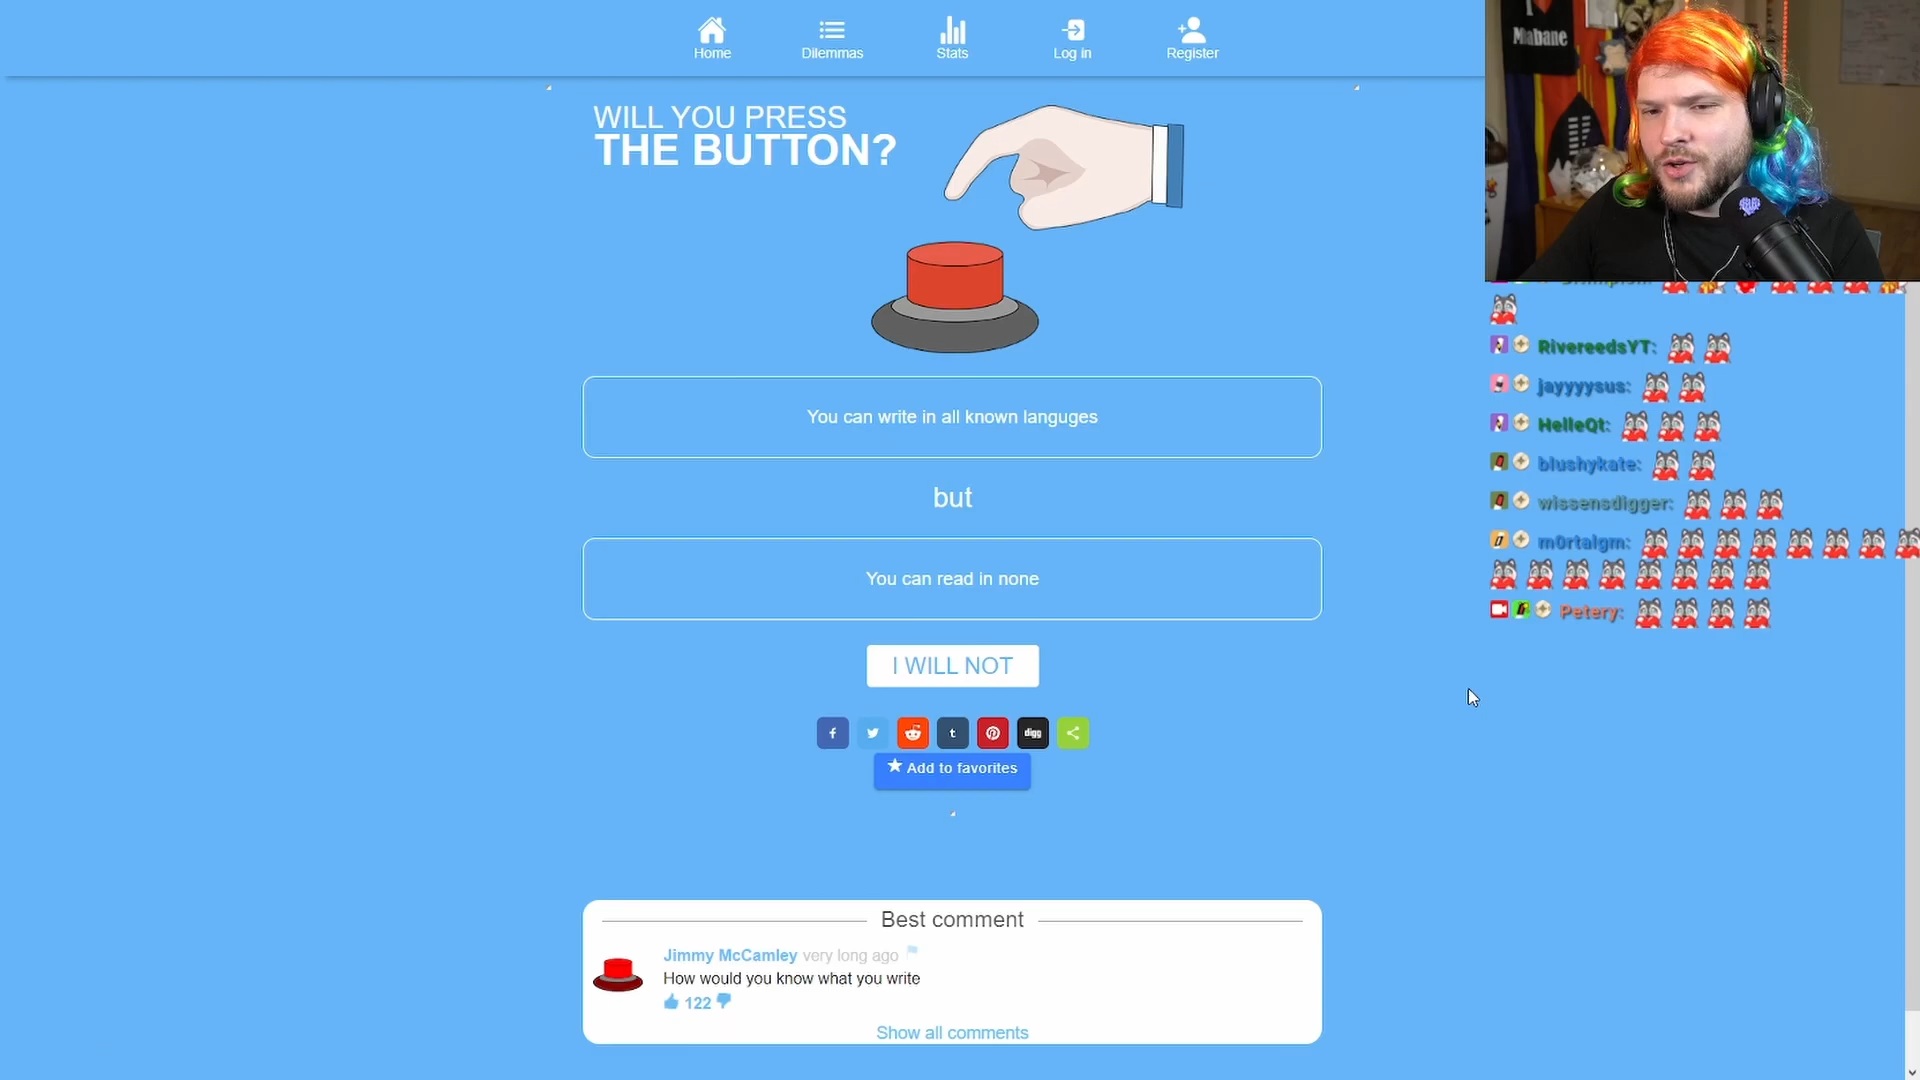 Home
Dilemmas
Stats
Log in
Register
Mbabane
WILL YOU PRESS
THE BUTTON?
You can write in all known languges
but
You can read in none
I WILL NOT
digg
Add to favorites
RivereedsYT:
jayyyysus:
HelleQt:
blushykate:
wissensdigger:
m0rtalgm:
Petery:
Best comment
Jimmy McCamley very long ago
How would you know what you write
122
Show all comments